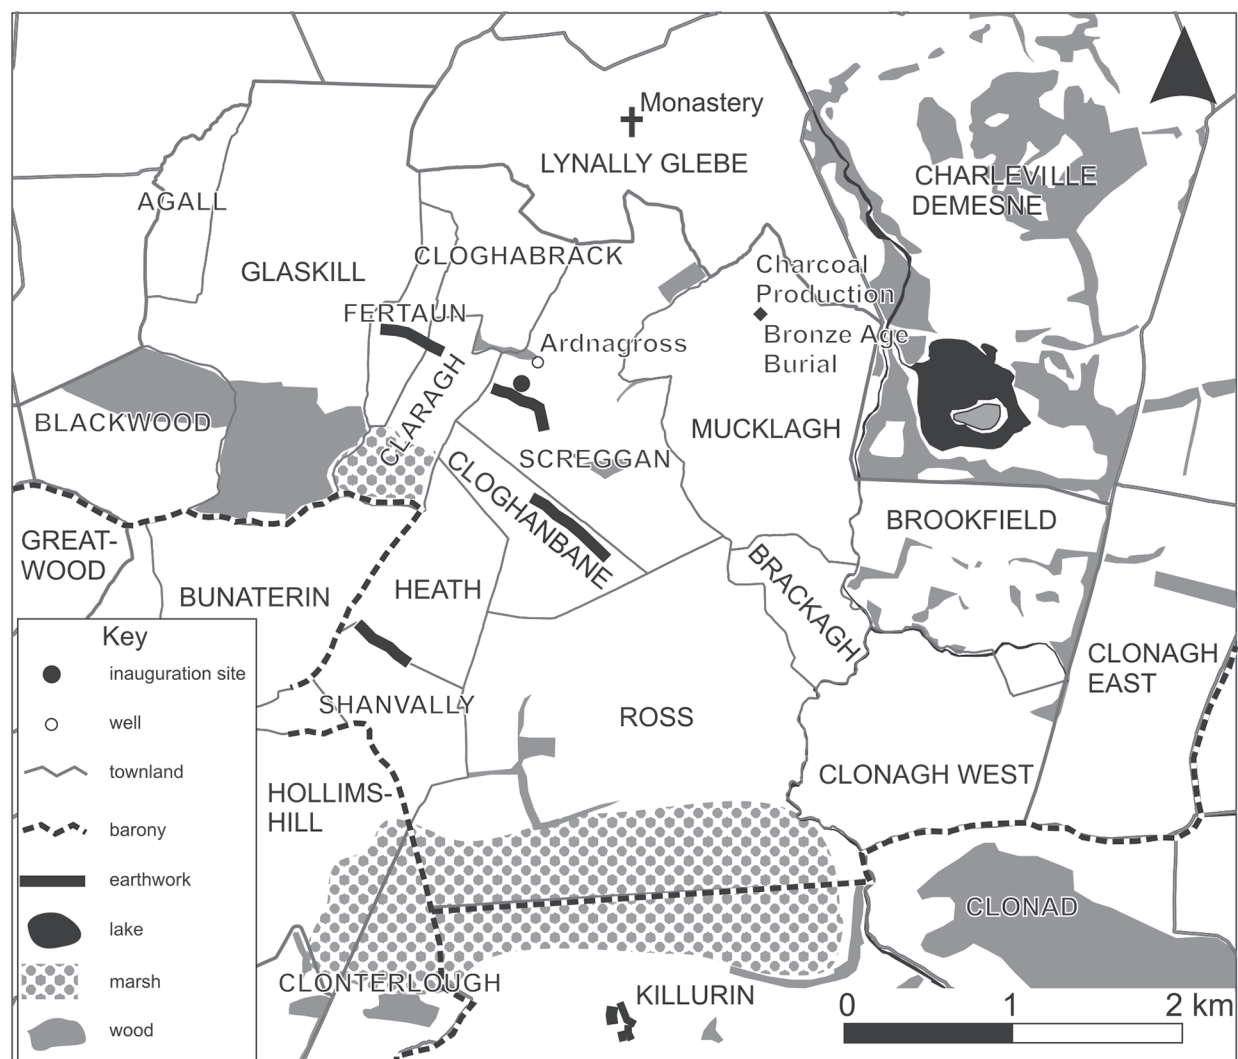 Monastery
LYNALLY GLEBE
CHARLEVILLE
DEMESNE
AGALL
CLOGHABRACK
GLASKILL
Charcoal
Production
FERTAUN
Bronze Age
Burial
Ardnagross
CLARAGH
BLACKWOOD
MUCKLAGH
SCREGGAN
CLOGHANBANE
BROOKFIELD
GREAT-
WOOD
BRACKAGH
HEATH
BUNATERIN
CLONAGH
EAST
SHANVALLY
ROSS
CLONAGH WEST
HOLLIMS-
HILL
CLONAD
CLONTERLOUGH
KILLURIN
Key
inauguration site
well
townland
barony
earthwork
lake
marsh
wood
0 1 2 km